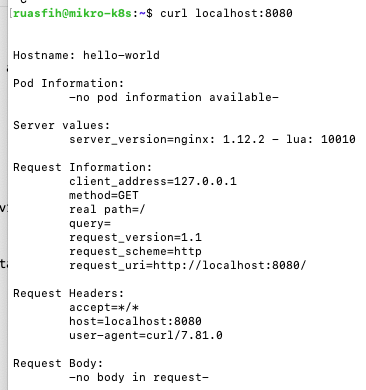 [ruasfih@mikro-k8s:~$ curl localhost:8080
Hostname: hello-world
Pod Information:
-no pod information available-
Server values:
server_version=nginx: 1.12.2 - lua: 10010
Request Information:
client_address=127.0.0.1
method=GET
real path=/
query=
request_version=1.1
request_scheme=http
request_uri=http://localhost:8080/
Request Headers:
accept=*/*
host=localhost:8080
user-agent=curl/7.81.0
Request Body:
-no body in request-